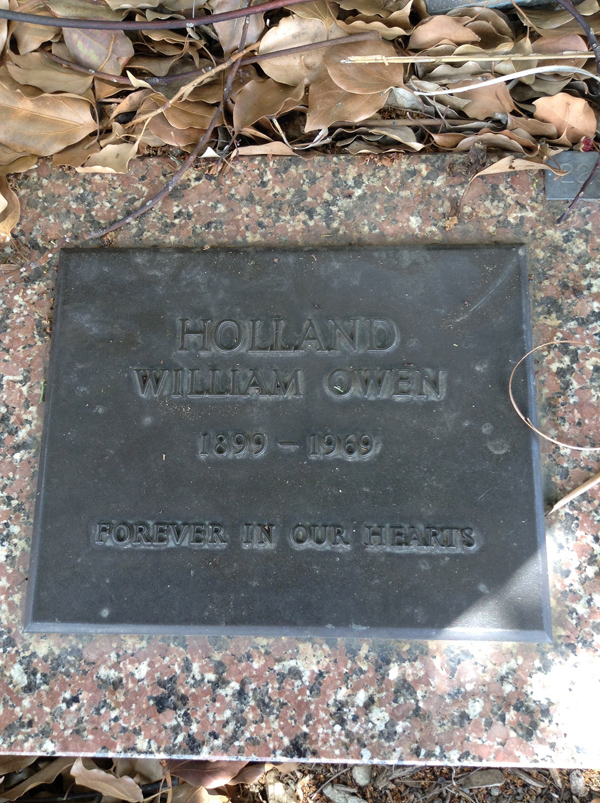 HOLLAND
WILLIAM OWEN
1899 – 1969
FOREVER IN OUR HEARTS